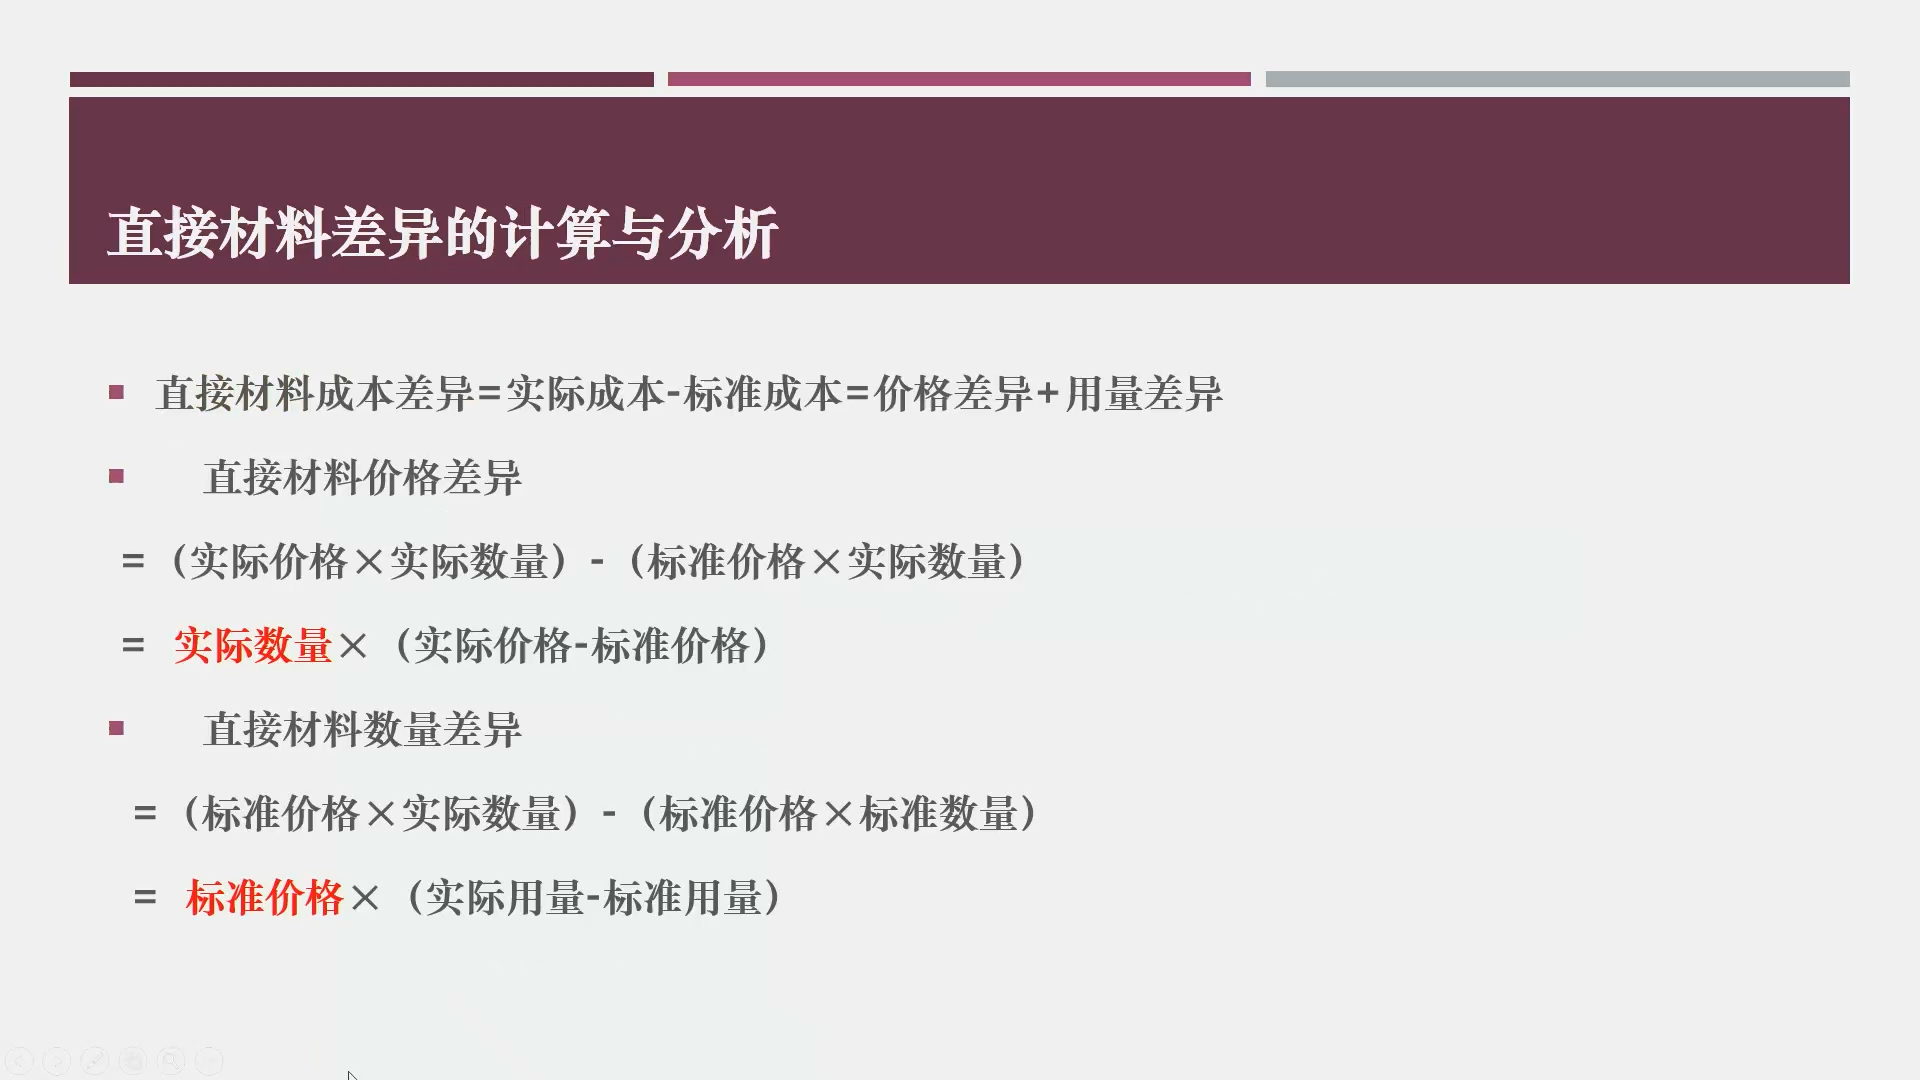 直接材料差异的计算与分析
直接材料成本差异=实际成本-标准成本=价格差异+用量差异
直接材料价格差异
=（实际价格×实际数量）-（标准价格×实际数量）
= 实际数量×（实际价格-标准价格）
直接材料数量差异
=（标准价格×实际数量）-（标准价格×标准数量）
= 标准价格×（实际用量-标准用量）